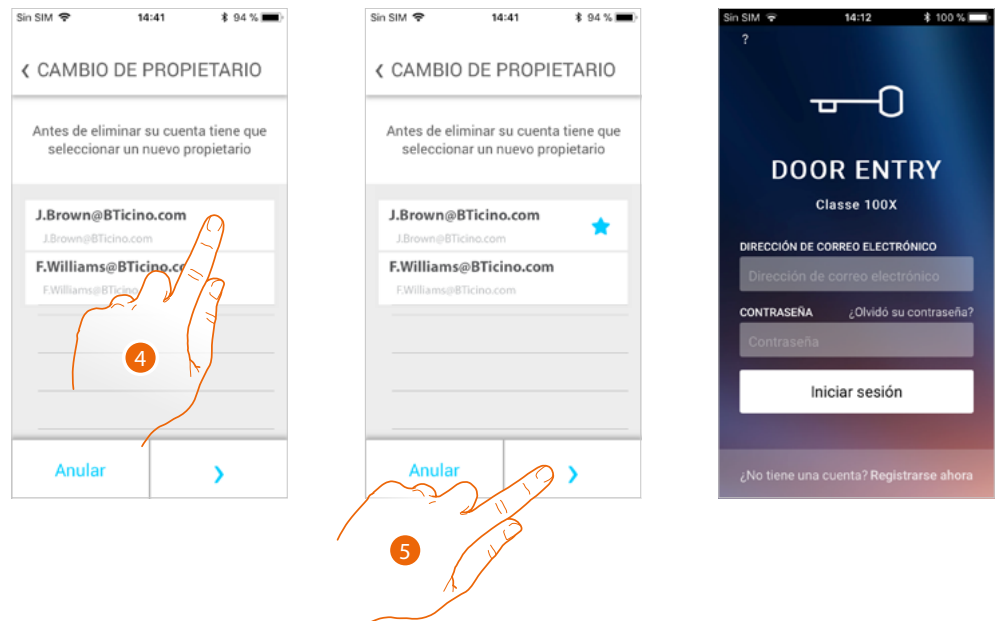 Sin SIM 14:41 94 %
CAMBIO DE PROPIETARIO
Antes de eliminar su cuenta tiene que
seleccionar un nuevo propietario
J.Brown@BTicino.com
J.Brown@BTicino.com
F.Williams@BTicino.co
F.Williams@BTicino
4
Anular
Sin SIM 14:41 94 %
CAMBIO DE PROPIETARIO
Antes de eliminar su cuenta tiene que
seleccionar un nuevo propietario
J.Brown@BTicino.com
J.Brown@BTicino.com
F.Williams@BTicino.com
F.Williams@BTicino.com
Anular
5
Sin SIM 14:12 100 %
?
DOOR ENTRY
Classe 100X
DIRECCIÓN DE CORREO ELECTRÓNICO
Dirección de correo electrónico
CONTRASEÑA ¿Olvidó su contraseña?
Contraseña
Iniciar sesión
¿No tiene una cuenta? Registrarse ahora